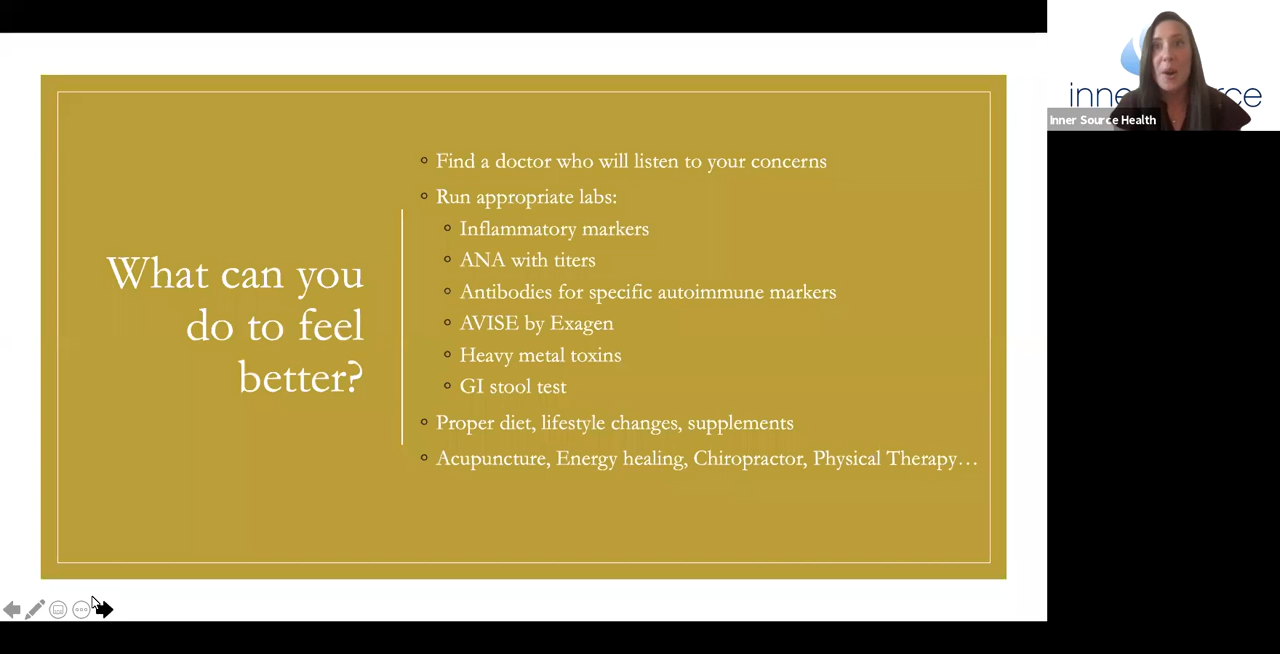 What can you
do to feel
better?
Find a doctor who will listen to your concerns
Run appropriate labs:
Inflammatory markers
ANA with titers
Antibodies for specific autoimmune markers
AVISE by Exagen
Heavy metal toxins
GI stool test
Proper diet, lifestyle changes, supplements
Acupuncture, Energy healing, Chiropractor, Physical Therapy…
Inner Source Health